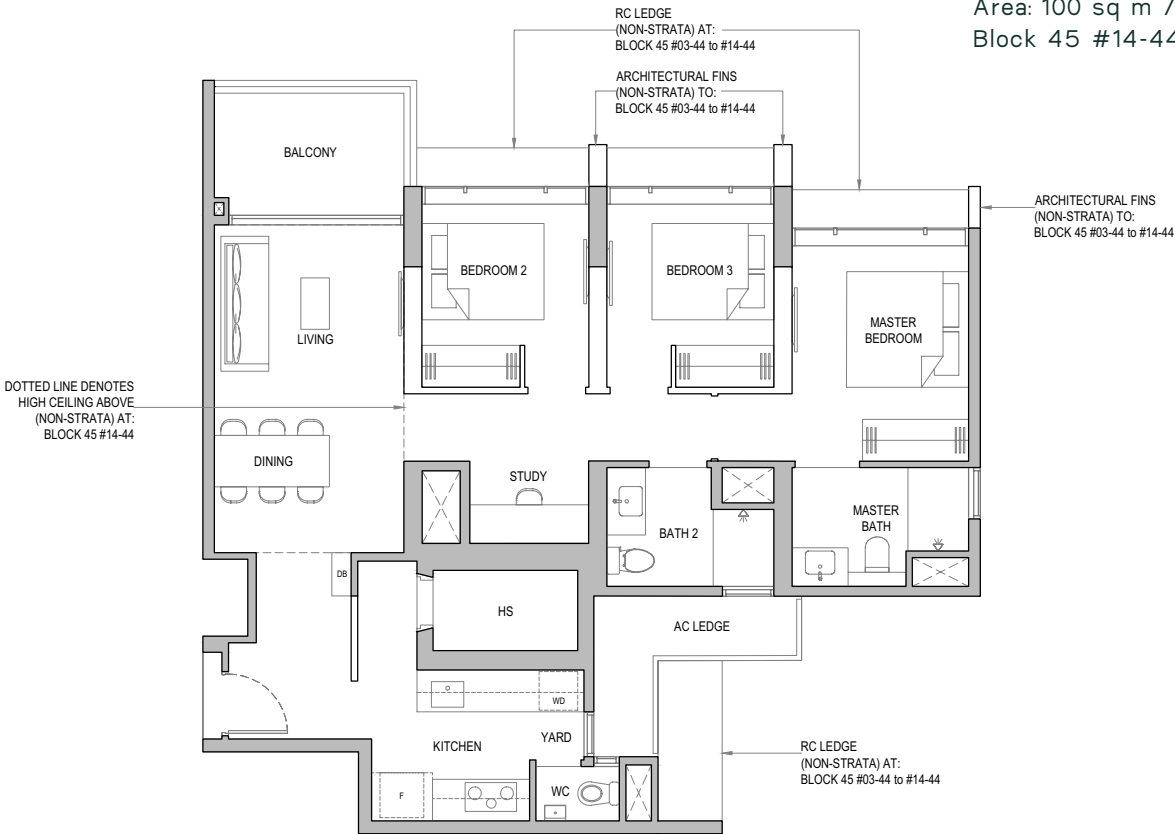 Area: 100 sq m /
Block 45 #14-44
RC LEDGE
(NON-STRATA) AT:
BLOCK 45 #03-44 to #14-44
ARCHITECTURAL FINS
(NON-STRATA) TO:
BLOCK 45 #03-44 to #14-44
BALCONY
ARCHITECTURAL FINS
(NON-STRATA) TO:
BLOCK 45 #03-44 to #14-44
BEDROOM 2
BEDROOM 3
MASTER
BEDROOM
LIVING
DOTTED LINE DENOTES
HIGH CEILING ABOVE
(NON-STRATA) AT:
BLOCK 45 #14-44
DINING
STUDY
BATH 2
MASTER
BATH
DB
HS
AC LEDGE
WD
KITCHEN
YARD
RC LEDGE
(NON-STRATA) AT:
BLOCK 45 #03-44 to #14-44
F
WC